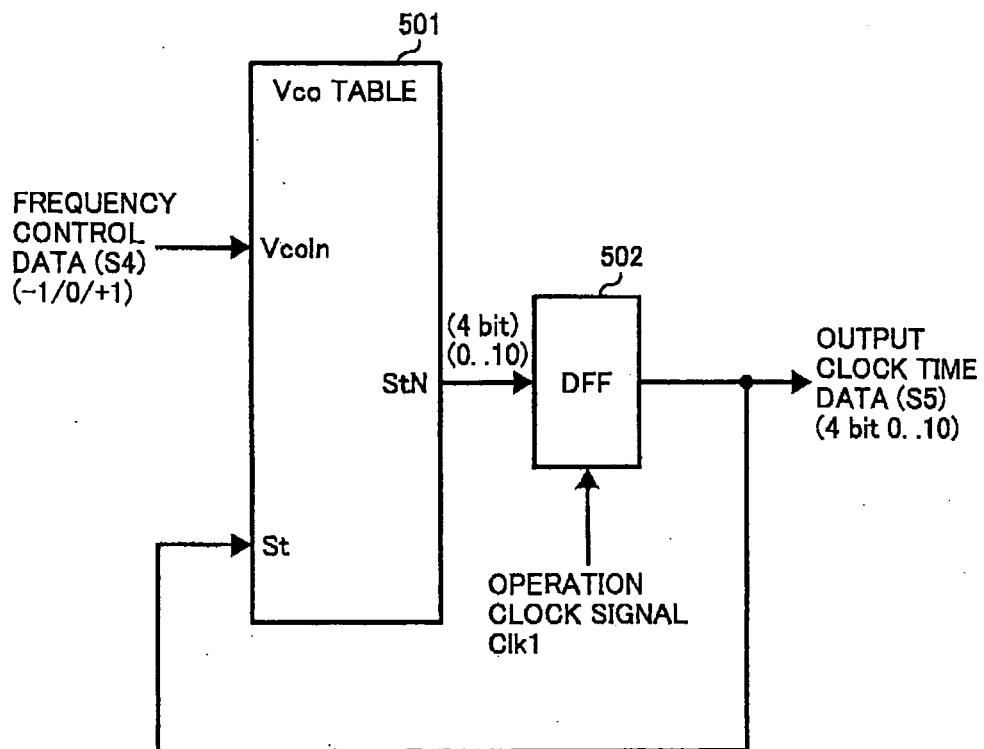 501
Vco TABLE
FREQUENCY
CONTROL
DATA (S4)
(-1/0/+1)
VcoIn
502
(4 bit)
(0. .10)
StN
DFF
OUTPUT
CLOCK TIME
DATA (S5)
(4 bit 0. .10)
St
OPERATION
CLOCK SIGNAL
Clk1